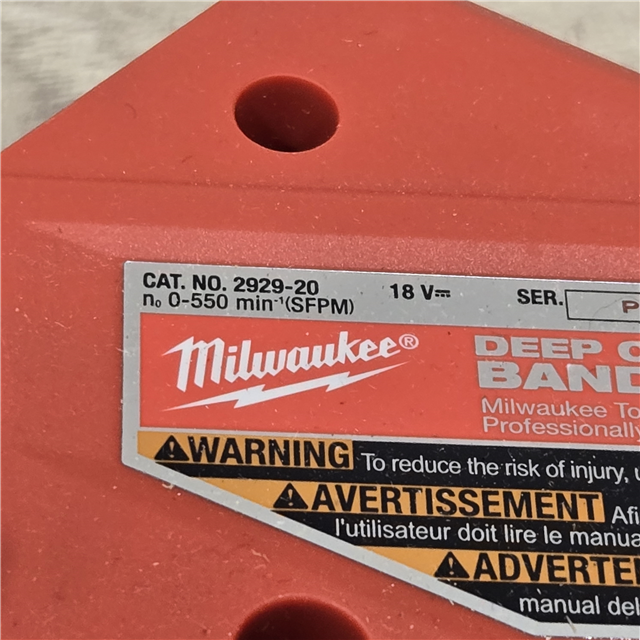 CAT. NO. 2929-20 18 V⎓ SER. P
n₀ 0-550 min⁻¹(SFPM)
Milwaukee®
DEEP C
BAND
Milwaukee To
Professionally
⚠WARNING To reduce the risk of injury, u
⚠AVERTISSEMENT Afi
l'utilisateur doit lire le manua
⚠ADVERTE
manual del